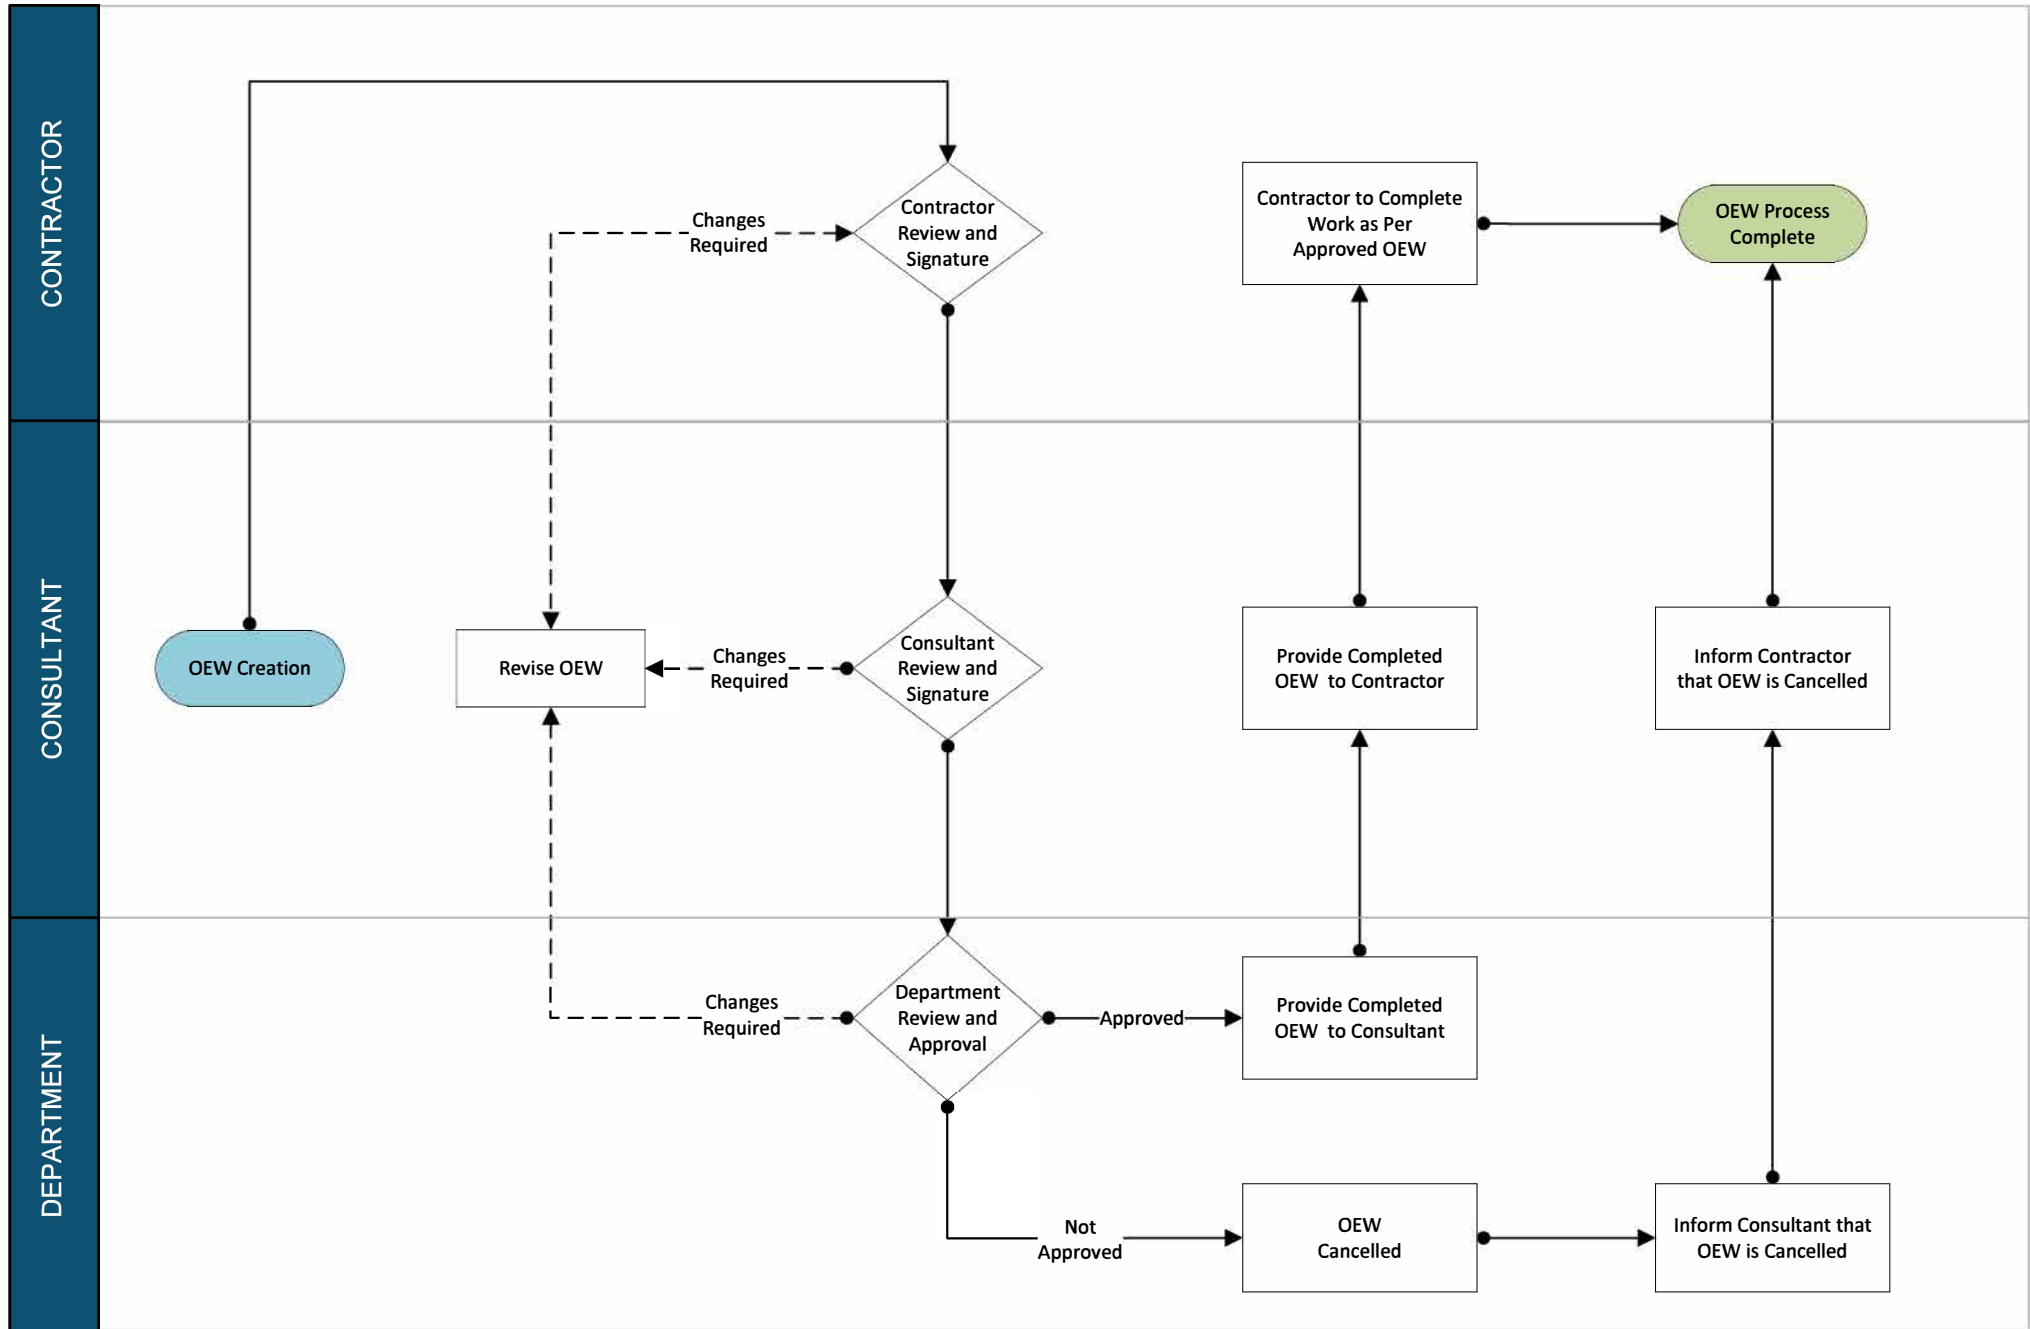 CONTRACTOR
Contractor
Review and
Signature
Changes
Required
Contractor to Complete
Work as Per
Approved OEW
OEW Process
Complete
CONSULTANT
OEW Creation
Revise OEW
Changes
Required
Consultant
Review and
Signature
Provide Completed
OEW to Contractor
Inform Contractor
that OEW is Cancelled
DEPARTMENT
Changes
Required
Department
Review and
Approval
Approved
Provide Completed
OEW to Consultant
Not
Approved
OEW
Cancelled
Inform Consultant that
OEW is Cancelled